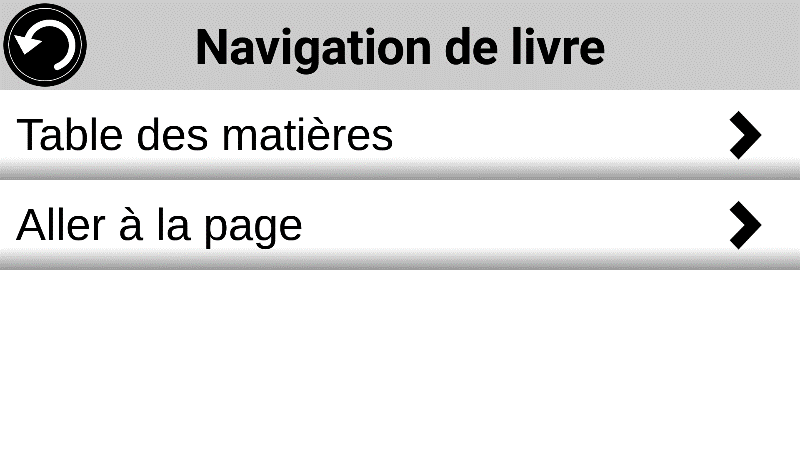 Navigation de livre
Table des matières
Aller à la page